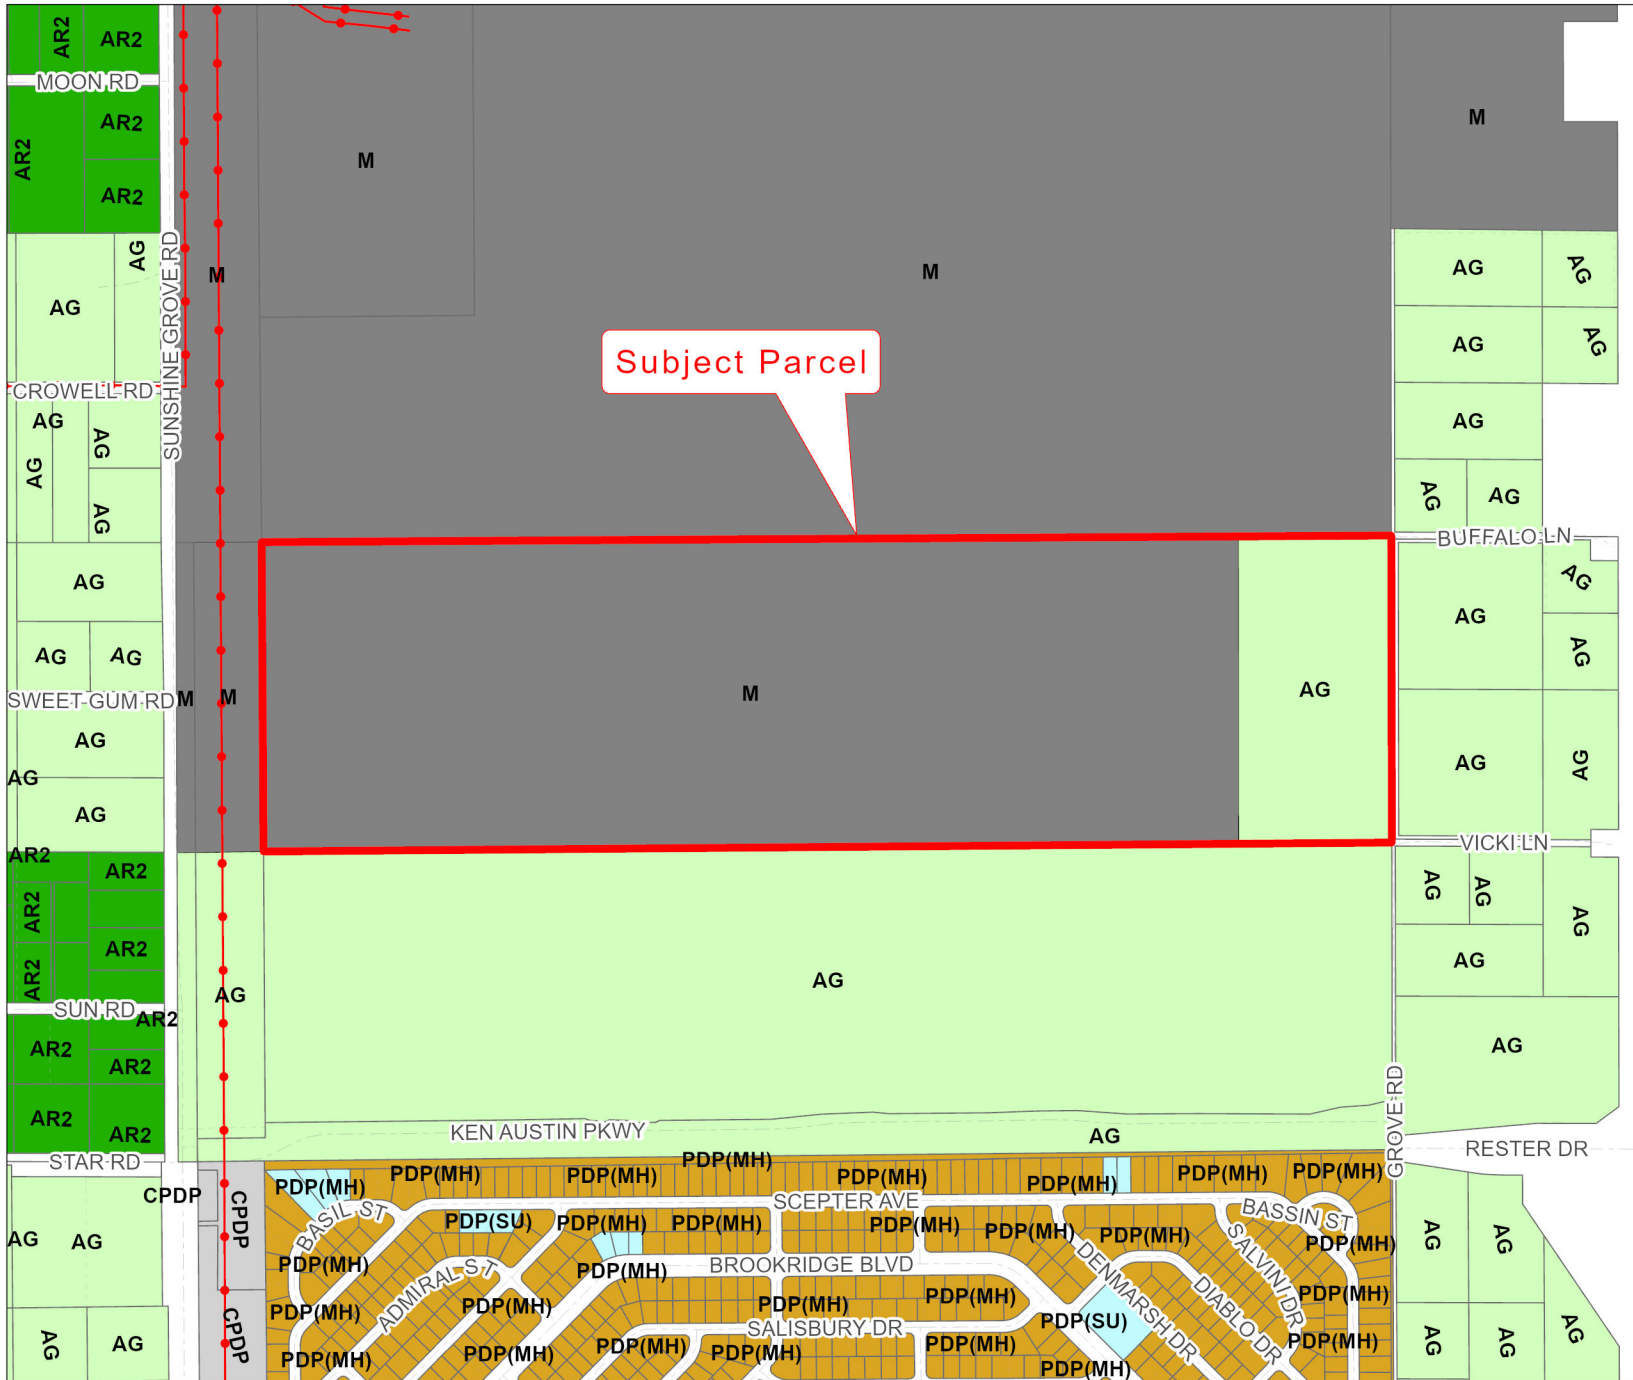 AR2
AR2
MOON RD
AR2
AR2
AR2
M
M
M
M
AG
AG
SUNSHINE GROVE RD
AG
AG
AG
AG
Subject Parcel
CROWELL RD
AG
AG
AG
AG
AG
AG
AG
BUFFALO LN
AG
AG
AG
AG
AG
AG
SWEET GUM RD
M
M
M
AG
AG
AG
AG
AG
AG
AG
VICKI LN
AR2
AR2
AR2
AR2
AR2
AG
AG
AG
AG
AG
AG
SUN RD
AR2
AR2
AR2
AR2
AR2
AG
GROVE RD
KEN AUSTIN PKWY
AG
RESTER DR
STAR RD
PDP(MH)
PDP(MH)
PDP(MH)
PDP(MH)
PDP(MH)
PDP(MH)
PDP(MH)
PDP(MH)
CPDP
CPDP
SCEPTER AVE
BASIL ST
PDP(SU)
PDP(MH)
PDP(MH)
PDP(MH)
PDP(MH)
PDP(MH)
BASSIN ST
PDP(MH)
SALVINI DR
AG
AG
AG
AG
PDP(MH)
ADMIRAL ST
PDP(MH)
BROOKRIDGE BLVD
DENMARSH DR
DIABLO DR
PDP(MH)
PDP(MH)
PDP(MH)
PDP(MH)
PDP(MH)
PDP(SU)
SALISBURY DR
CPDP
AG
AG
PDP(MH)
PDP(MH)
PDP(MH)
PDP(MH)
PDP(MH)
PDP(MH)
PDP(MH)
AG
AG
AG